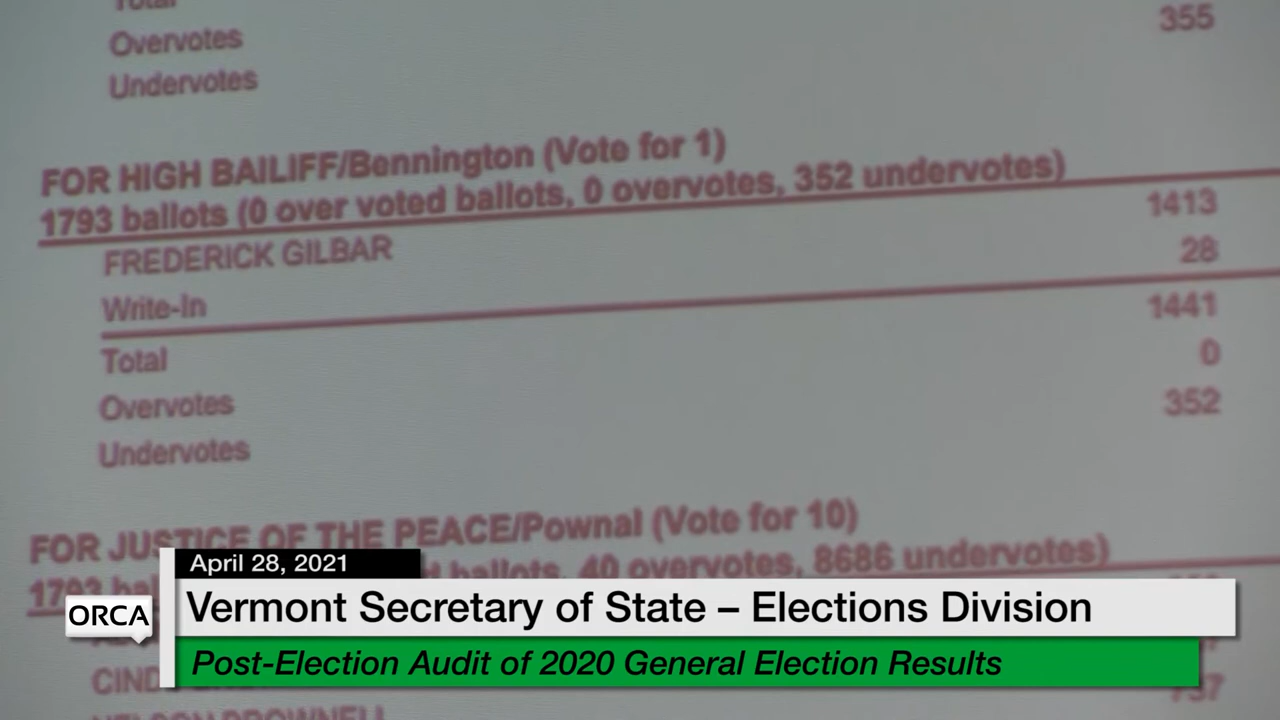 Total
355
Overvotes
Undervotes
FOR HIGH BAILIFF/Bennington (Vote for 1)
1793 ballots (0 over voted ballots, 0 overvotes, 352 undervotes)
1413
FREDERICK GILBAR
28
Write-In
1441
Total
0
Overvotes
352
Undervotes
FOR JUSTICE OF THE PEACE/Pownal (Vote for 10)
ballots, 40 overvotes, 8686 undervotes)
April 28, 2021
ORCA
Vermont Secretary of State – Elections Division
Post-Election Audit of 2020 General Election Results
737